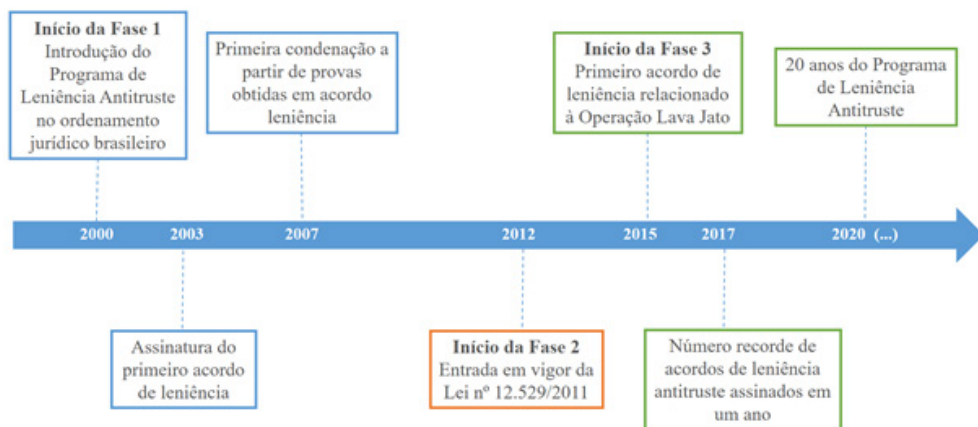 Início da Fase 1
Introdução do
Programa de
Leniência Antitruste
no ordenamento
jurídico brasileiro
Primeira condenação a
partir de provas
obtidas em acordo
leniência
Início da Fase 3
Primeiro acordo de
leniência relacionado
à Operação Lava Jato
20 anos do Programa
de Leniência
Antitruste
2000 2003 2007 2012 2015 2017 2020 (...)
Assinatura do
primeiro acordo
de leniência
Início da Fase 2
Entrada em vigor da
Lei nº 12.529/2011
Número recorde de
acordos de leniência
antitruste assinados em
um ano